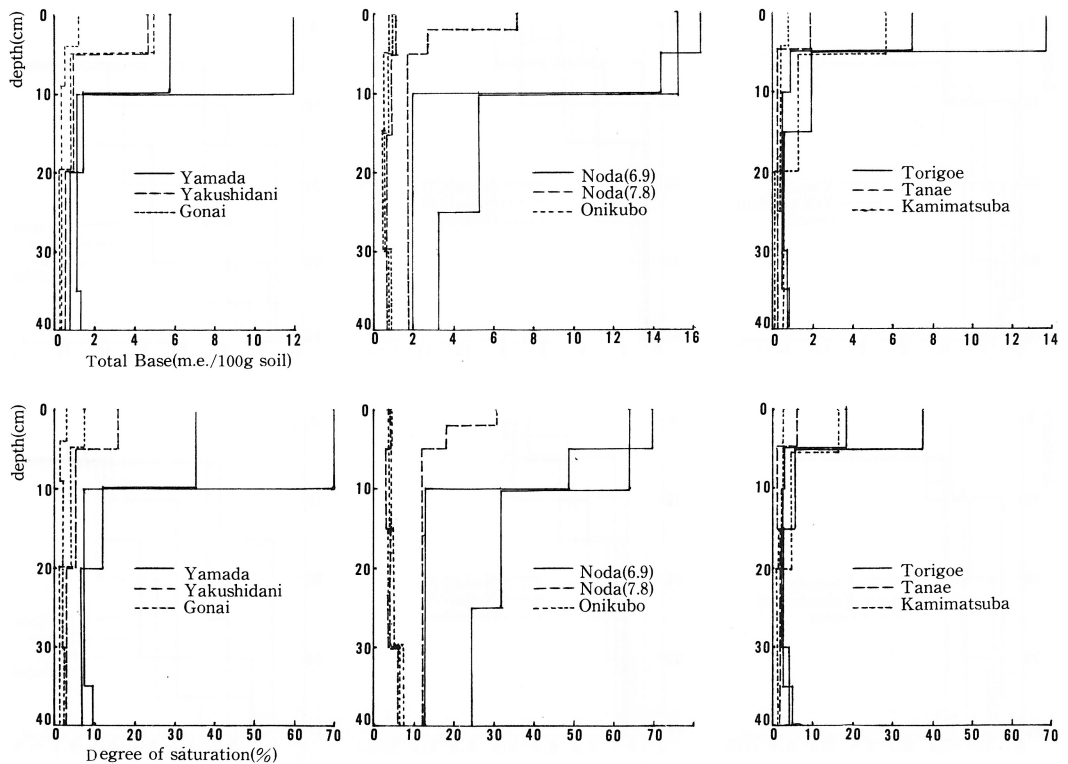 depth(cm)
0
10
20
30
40
0 2 4 6 8 10 12
Yamada
Yakushidani
Gonai
Total Base(m.e./100g soil)
0
10
20
30
40
0 2 4 6 8 10 12 14 16
Noda(6.9)
Noda(7.8)
Onikubo
0
10
20
30
40
0 2 4 6 8 10 12 14
Torigoe
Tanae
Kamimatsuba
depth(cm)
0
10
20
30
40
0 10 20 30 40 50 60 70
Yamada
Yakushidani
Gonai
Degree of saturation(%)
0
10
20
30
40
0 10 20 30 40 50 60 70 80
Noda(6.9)
Noda(7.8)
Onikubo
0
10
20
30
40
0 10 20 30 40 50 60 70
Torigoe
Tanae
Kamimatsuba